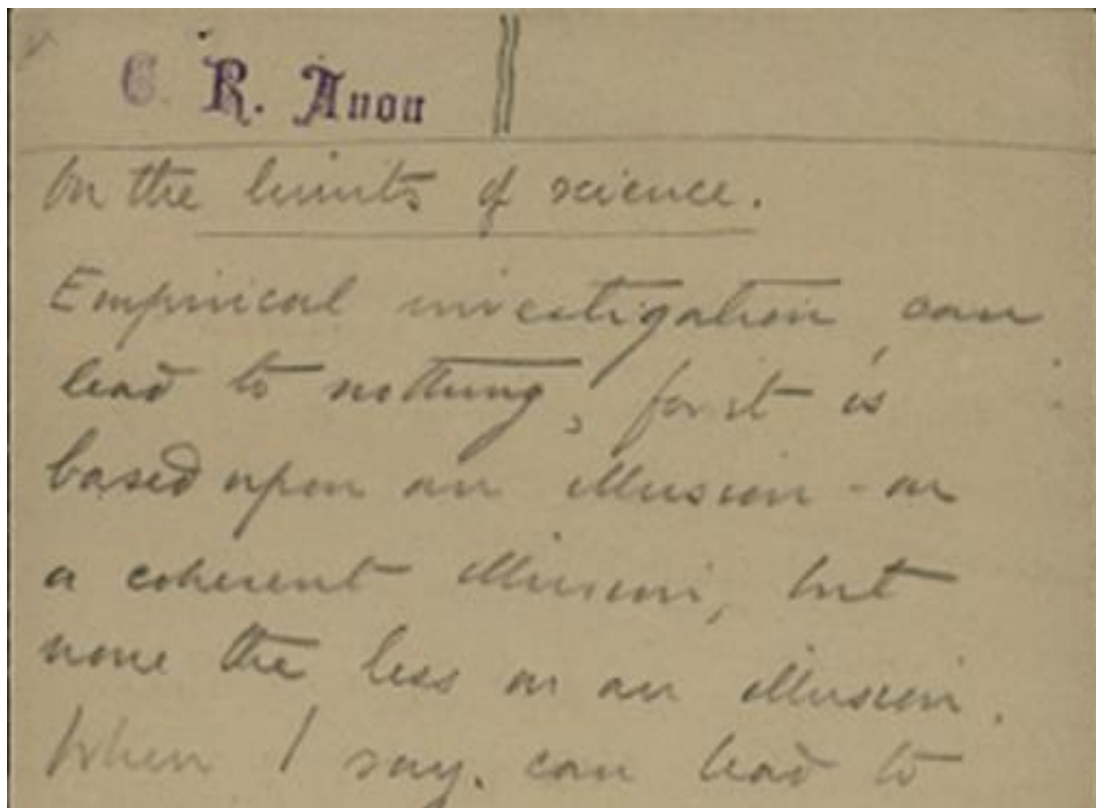 C. R. Anon
On the limits of science.
Empirical investigation can
lead to nothing, for it is
based upon an illusion - on
a coherent illusion, but
none the less on an illusion.
When I say. can lead to